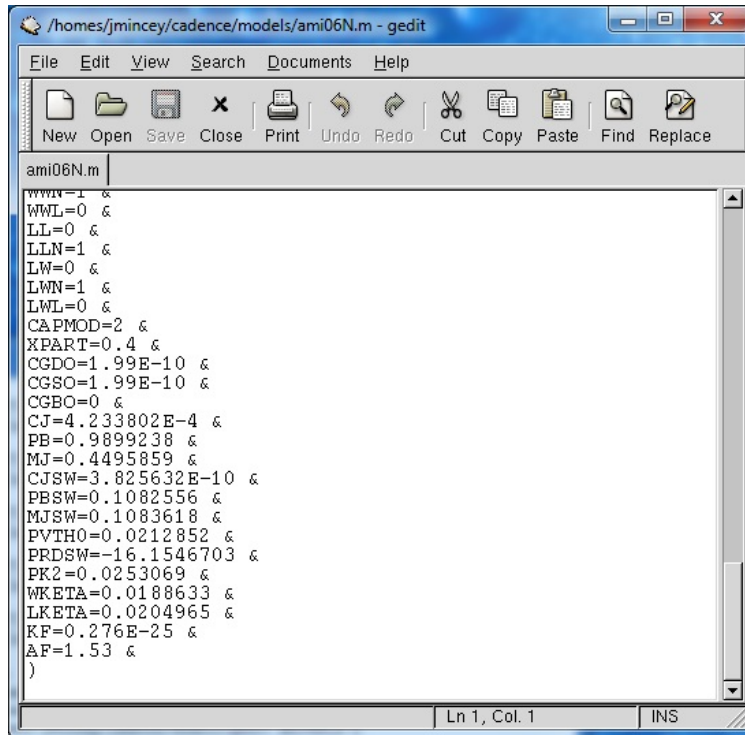 /homes/jmincey/cadence/models/ami06N.m - gedit
File Edit View Search Documents Help
New Open Save Close Print Undo Redo Cut Copy Paste Find Replace
ami06N.m
WWN=1 &
WWL=0 &
LL=0 &
LLN=1 &
LW=0 &
LWN=1 &
LWL=0 &
CAPMOD=2 &
XPART=0.4 &
CGDO=1.99E-10 &
CGSO=1.99E-10 &
CGBO=0 &
CJ=4.233802E-4 &
PB=0.9899238 &
MJ=0.4495859 &
CJSW=3.825632E-10 &
PBSW=0.1082556 &
MJSW=0.1083618 &
PVTH0=0.0212852 &
PRDSW=-16.1546703 &
PK2=0.0253069 &
WKETA=0.0188633 &
LKETA=0.0204965 &
KF=0.276E-25 &
AF=1.53 &
)
Ln 1, Col. 1 INS